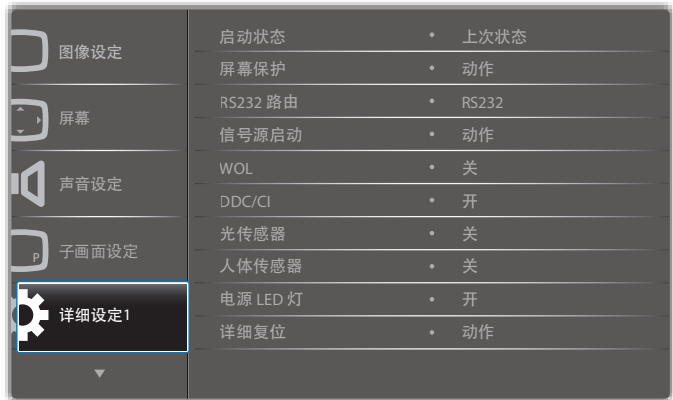 图像设定
屏幕
声音设定
P
子画面设定
详细设定1
启动状态 • 上次状态
屏幕保护 • 动作
RS232 路由 • RS232
信号源启动 • 动作
WOL • 关
DDC/CI • 开
光传感器 • 关
人体传感器 • 关
电源 LED 灯 • 开
详细复位 • 动作